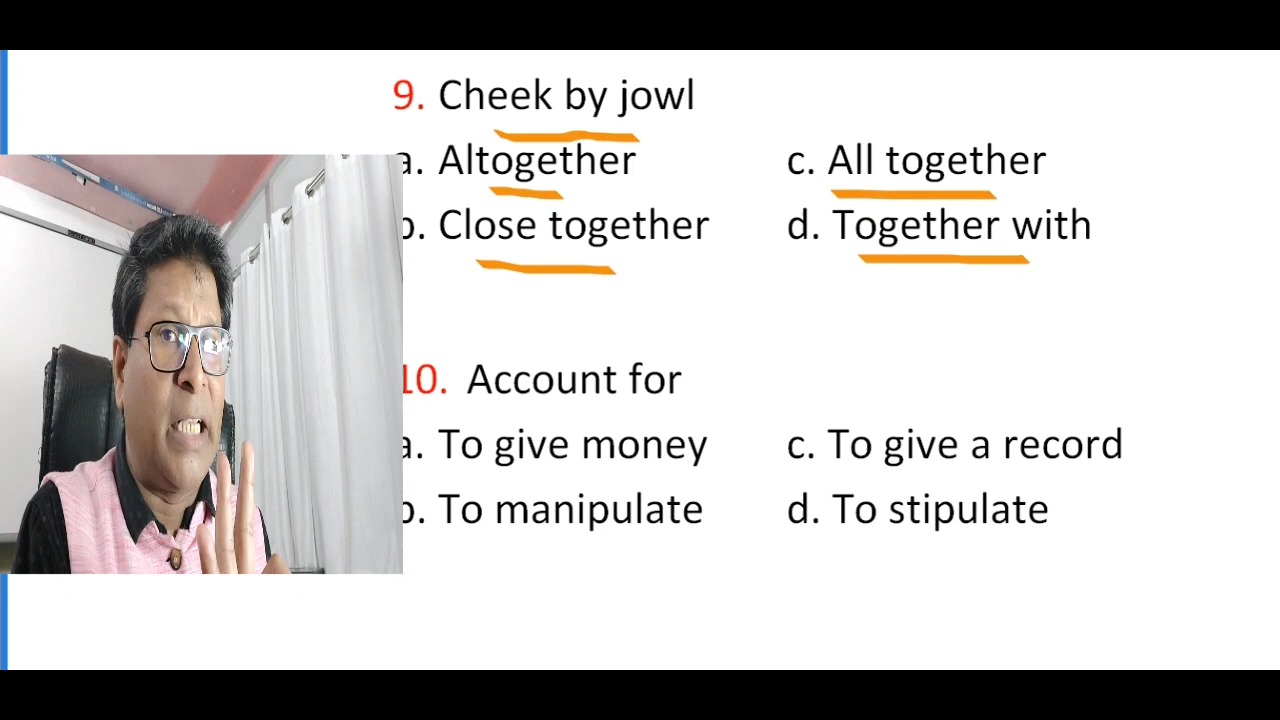 9. Cheek by jowl
a. Altogether c. All together
b. Close together d. Together with
10. Account for
a. To give money c. To give a record
b. To manipulate d. To stipulate